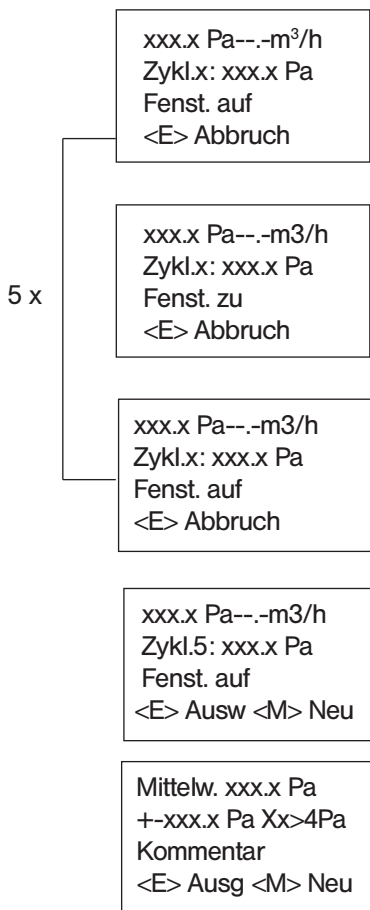 xxx.x Pa--.-m³/h
Zykl.x: xxx.x Pa
Fenst. auf
<E> Abbruch
xxx.x Pa--.-m3/h
Zykl.x: xxx.x Pa
Fenst. zu
<E> Abbruch
5 x
xxx.x Pa--.-m3/h
Zykl.x: xxx.x Pa
Fenst. auf
<E> Abbruch
xxx.x Pa--.-m3/h
Zykl.5: xxx.x Pa
Fenst. auf
<E> Ausw <M> Neu
Mittelw. xxx.x Pa
+-xxx.x Pa Xx>4Pa
Kommentar
<E> Ausg <M> Neu